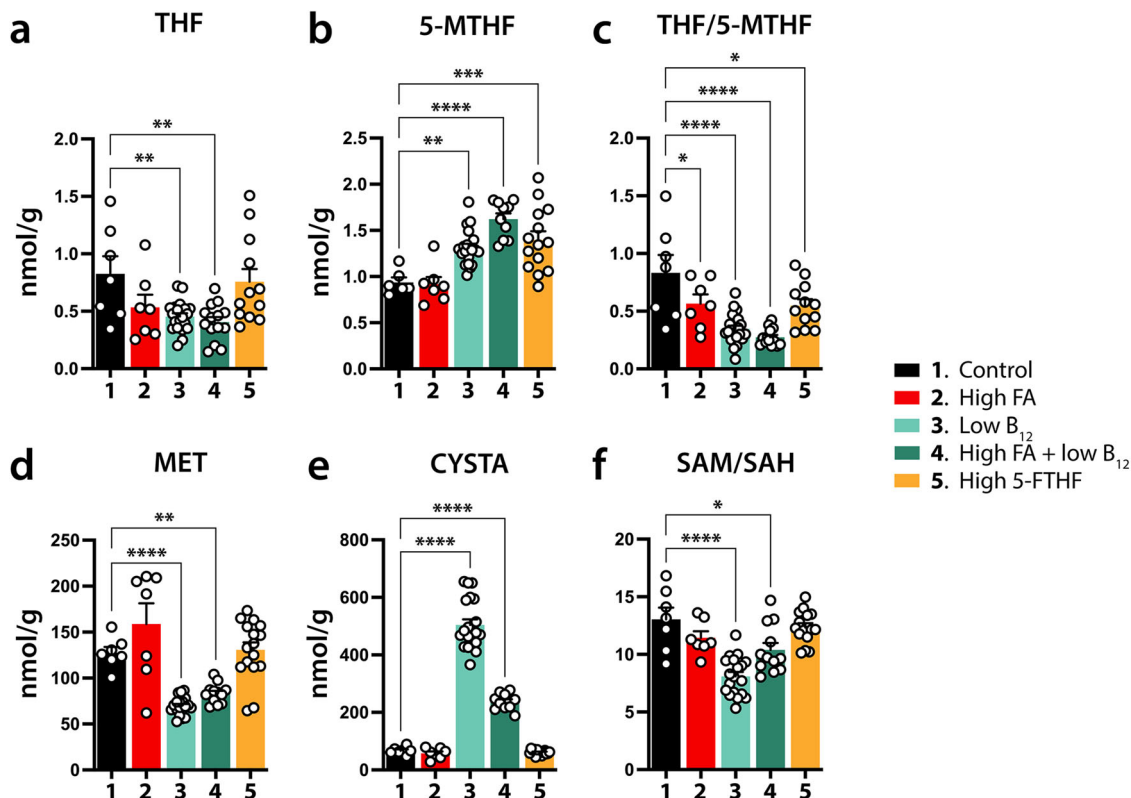 a THF
b 5-MTHF
c THF/5-MTHF
*
***
**** ****
** ** ****
** *
nmol/g
2.0
1.5
1.0
0.5
0.0
1 2 3 4 5
2.5
2.0
1.5
1.0
0.5
0.0
1 2 3 4 5
2.0
1.5
1.0
0.5
0.0
1 2 3 4 5
1. Control
2. High FA
3. Low B12
4. High FA + low B12
5. High 5-FTHF
d MET
e CYSTA
f SAM/SAH
** **** *
**** **** ****
nmol/g
250
200
150
100
50
0
1 2 3 4 5
800
600
400
200
0
1 2 3 4 5
15
10
5
0
20
1 2 3 4 5
nmol/g
nmol/g